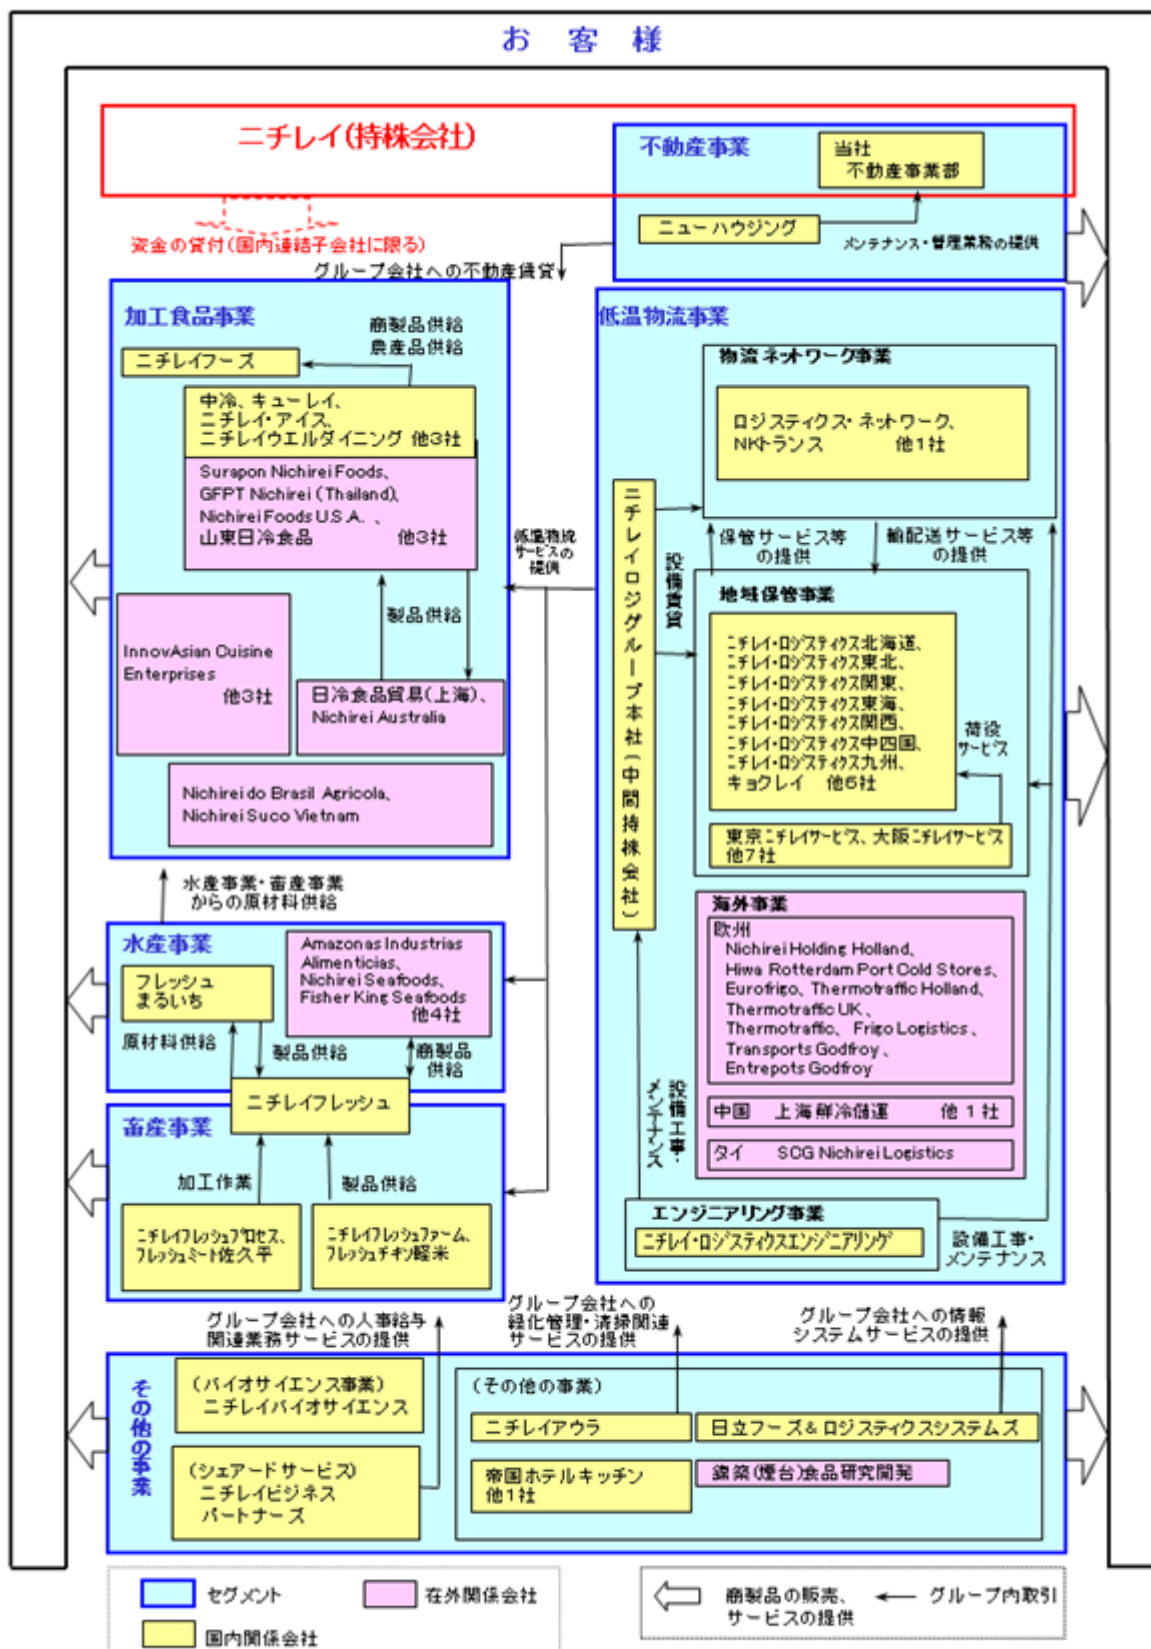 お客様
ニチレイ(持株会社)
不動産事業
当社
不動産事業部
ニューハウジング
メンテナンス・管理業務の提供
資金の貸付(国内連結子会社に限る)
グループ会社への不動産賃貸
加工食品事業
商製品供給
農産品供給
ニチレイフーズ
中冷、キューレイ、
ニチレイ・アイス、
ニチレイウエルダイニング 他3社
Surapon Nichirei Foods、
GFPT Nichirei (Thailand)、
Nichirei Foods U.S.A.、
山東日冷食品 他3社
製品供給
InnovAsian Cuisine
Enterprises
他3社
日冷食品貿易(上海)、
Nichirei Australia
Nichirei do Brasil Agricola、
Nichirei Suco Vietnam
低温物流
サービスの
提供
低温物流事業
物流ネットワーク事業
ロジスティクス・ネットワーク、
NKトランス 他1社
ニチレイロジグループ本社(中間持株会社)
設備賃貸
保管サービス等
の提供
輸配送サービス等
の提供
地域保管事業
ニチレイ・ロジスティクス北海道、
ニチレイ・ロジスティクス東北、
ニチレイ・ロジスティクス関東、
ニチレイ・ロジスティクス東海、
ニチレイ・ロジスティクス関西、
ニチレイ・ロジスティクス中四国、
ニチレイ・ロジスティクス九州、
キョクレイ 他6社
荷役
サービス
東京ニチレイサービス、大阪ニチレイサービス
他7社
海外事業
欧州
Nichirei Holding Holland、
Hiwa Rotterdam Port Cold Stores、
Eurofrigo、Thermotraffic Holland、
Thermotraffic UK、
Thermotraffic、Frigo Logistics、
Transports Godfroy、
Entrepots Godfroy
中国 上海鮮冷儲運 他1社
タイ SCG Nichirei Logistics
設備工事・
メンテナンス
エンジニアリング事業
ニチレイ・ロジスティクスエンジニアリング
設備工事・
メンテナンス
水産事業・畜産事業
からの原材料供給
水産事業
フレッシュ
まるいち
Amazonas Industrias
Alimenticias、
Nichirei Seafoods、
Fisher King Seafoods
他4社
原材料供給
製品供給
商製品
供給
ニチレイフレッシュ
畜産事業
加工作業
製品供給
ニチレイフレッシュプロセス、
フレッシュミート佐久平
ニチレイフレッシュファーム、
フレッシュチキン軽米
グループ会社への人事給与
関連業務サービスの提供
グループ会社への
緑化管理・清掃関連
サービスの提供
グループ会社への情報
システムサービスの提供
その他の事業
(バイオサイエンス事業)
ニチレイバイオサイエンス
(シェアードサービス)
ニチレイビジネス
パートナーズ
(その他の事業)
ニチレイアウラ
日立フーズ&ロジスティクスシステムズ
帝国ホテルキッチン
他1社
(煙台)食品研究開発
セグメント
在外関係会社
国内関係会社
商製品の販売、
サービスの提供
グループ内取引